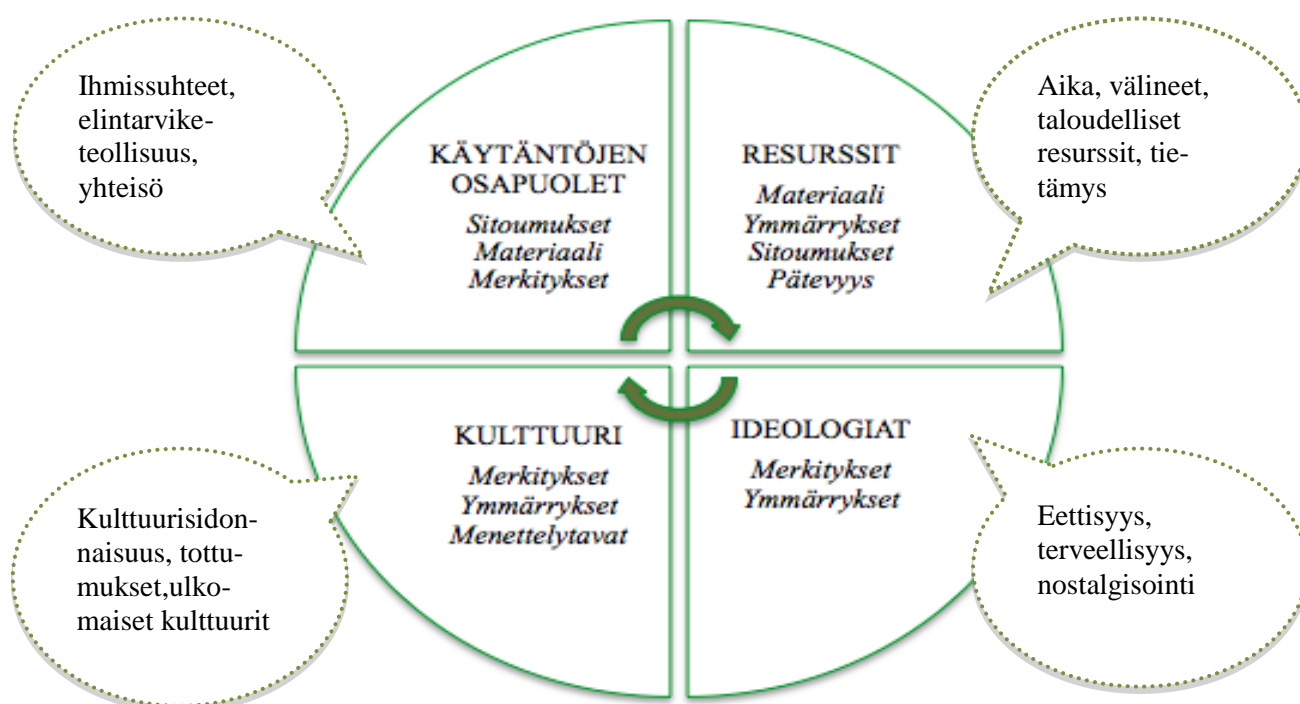 Ihmissuhteet,
elintarvike-
teollisuus,
yhteisö
KÄYTÄNTÖJEN
OSAPUOLET
Sitoumukset
Materiaali
Merkitykset
RESURSSIT
Materiaali
Ymmärrykset
Sitoumukset
Pätevyys
Aika, välineet,
taloudelliset
resurssit, tie-
tämys
Kulttuurisidon-
naisuus, tottu-
mukset,ulko-
maiset kulttuurit
KULTTUURI
Merkitykset
Ymmärrykset
Menettelytavat
IDEOLOGIAT
Merkitykset
Ymmärrykset
Eettisyys,
terveellisyys,
nostalgisointi